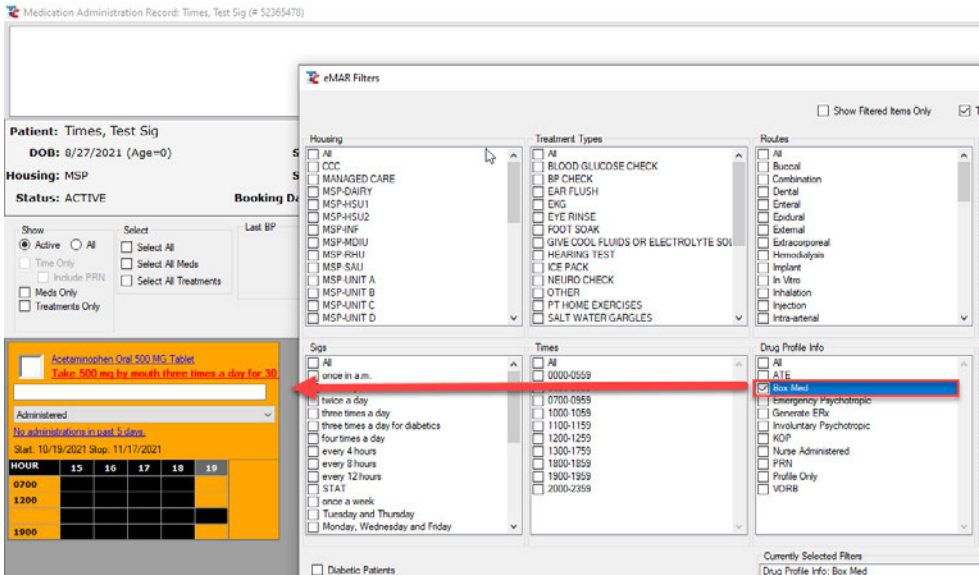 Medication Administration Record: Times, Test Sig (# 52365478)
eMAR Filters
Show Filtered Items Only
Patient: Times, Test Sig
DOB: 8/27/2021 (Age=0)
Housing: MSP
Status: ACTIVE
Booking Da
Show
Active
All
Time Only
Include PRN
Meds Only
Treatments Only
Select
Select All
Select All Meds
Select All Treatments
Last BP
Housing
All
CCC
MANAGED CARE
MSP-DAIRY
MSP-HSU1
MSP-HSU2
MSP-INF
MSP-MDIU
MSP-RHU
MSP-SAU
MSP-UNIT A
MSP-UNIT B
MSP-UNIT C
MSP-UNIT D
Treatment Types
All
BLOOD GLUCOSE CHECK
BP CHECK
EAR FLUSH
EKG
EYE RINSE
FOOT SOAK
GIVE COOL FLUIDS OR ELECTROLYTE SOL
HEARING TEST
ICE PACK
NEURO CHECK
OTHER
PT HOME EXERCISES
SALT WATER GARGLES
Routes
All
Buccal
Combination
Dental
Enteral
Epidural
External
Extracorporeal
Hemodialysis
Implant
In Vitro
Inhalation
Injection
Intra-arterial
Acetaminophen Oral 500 MG Tablet
Take 500 mg by mouth three times a day for 30
Administered
No administrations in past 5 days.
Start: 10/19/2021 Stop: 11/17/2021
HOUR 15 16 17 18 19
0700
1200
1900
Sigs
All
once in a.m.
twice a day
three times a day
three times a day for diabetics
four times a day
every 4 hours
every 8 hours
every 12 hours
STAT
once a week
Tuesday and Thursday
Monday, Wednesday and Friday
Times
All
0000-0559
0700-0959
1000-1059
1100-1159
1200-1259
1300-1759
1800-1859
1900-1959
2000-2359
Drug Profile Info
All
ATE
Box Med
Emergency Psychotropic
Generate ERx
Involuntary Psychotropic
KOP
Nurse Administered
PRN
Profile Only
VORB
Diabetic Patients
Currently Selected Filters
Drug Profile Info: Box Med